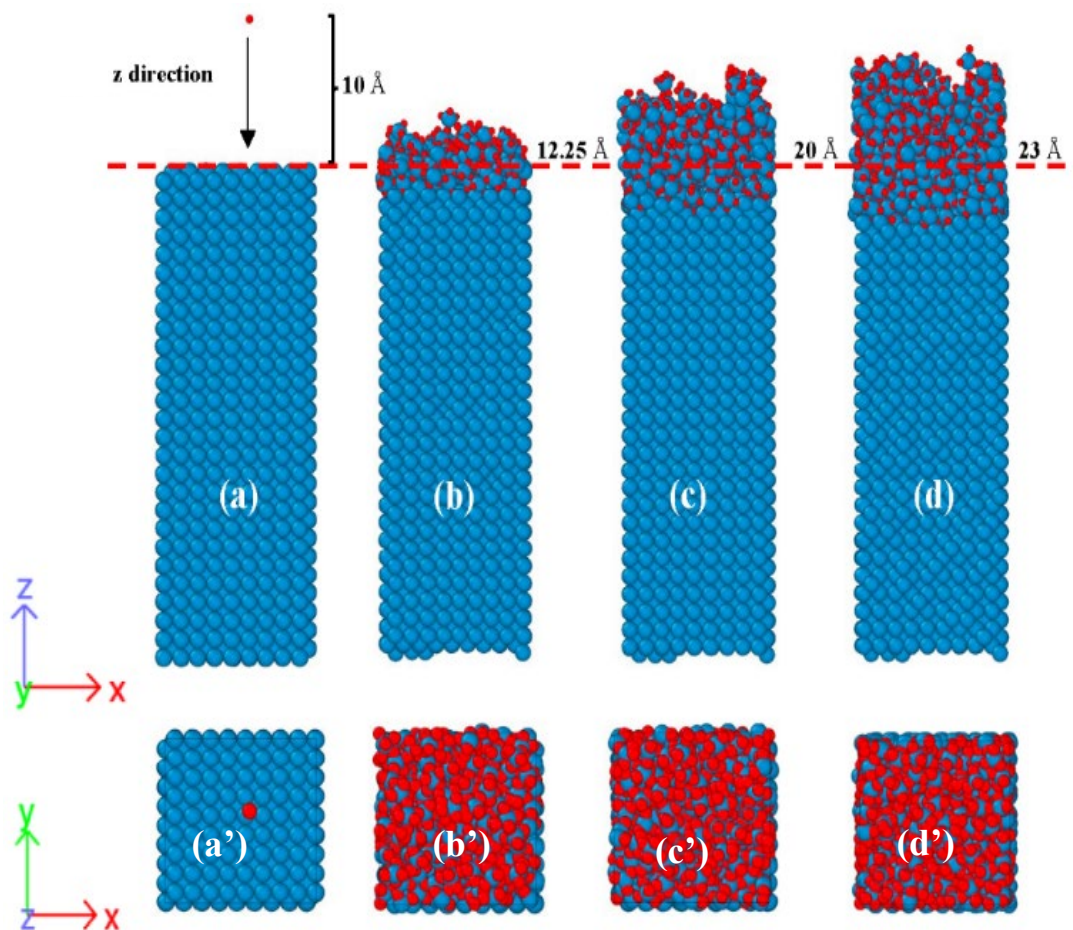 z direction
10 Å
12.25 Å
20 Å
23 Å
(a)
(b)
(c)
(d)
z
y
x
(a')
(b’)
(c’)
(d’)
y
z
x